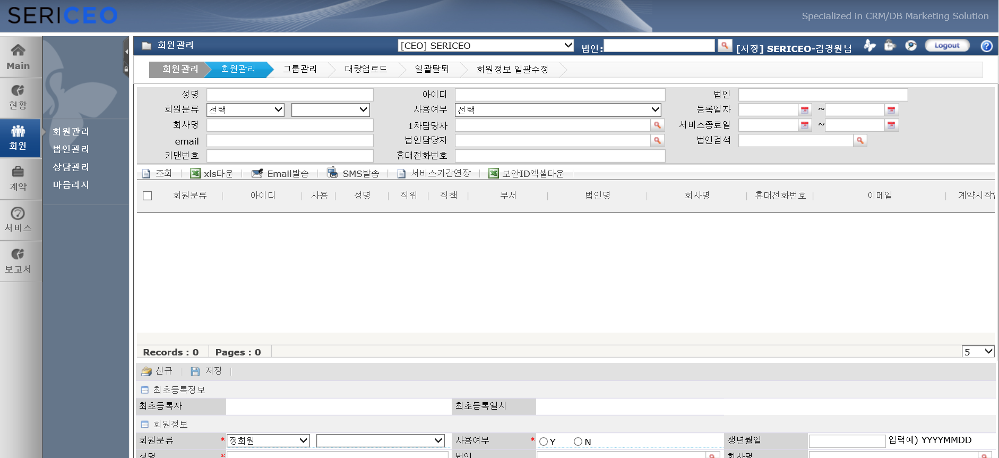 SERICEO
Specialized in CRM/DB Marketing Solution
Main
현황
회원
계약
서비스
보고서
회원관리
법인관리
상담관리
마음리지
회원관리 [CEO] SERICEO 법인: [저장] SERICEO-김경원님 Logout ?
회원관리 회원관리 그룹관리 대량업로드 일괄탈퇴 회원정보 일괄수정
성명 아이디 법인
회원분류 선택 사용여부 선택 등록일자 ~
회사명 1차담당자 서비스종료일 ~
email 법인담당자 법인검색
키맨번호 휴대전화번호
조회 xls다운 Email발송 SMS발송 서비스기간연장 보안ID엑셀다운
회원분류 아이디 사용 성명 직위 직책 부서 법인명 회사명 휴대전화번호 이메일 계약시작일
Records : 0 Pages : 0 5
신규 저장
최초등록정보
최초등록자 최초등록일시
회원정보
회원분류 * 정회원 사용여부 * Y N 생년월일 입력예) YYYYMMDD
성명 * 법인 회사명